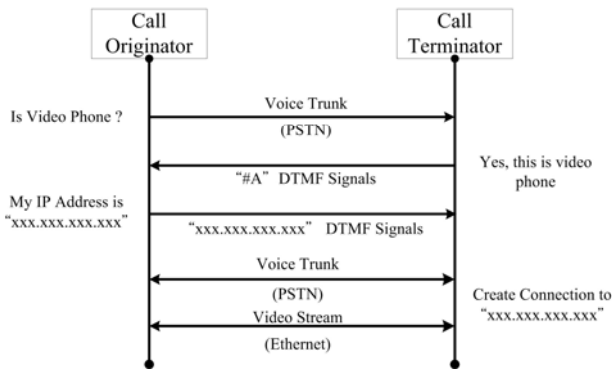 Call
Originator
Call
Terminator
Is Video Phone ?
Voice Trunk
(PSTN)
“#A” DTMF Signals
Yes, this is video
phone
My IP Address is
“xxx.xxx.xxx.xxx”
“xxx.xxx.xxx.xxx” DTMF Signals
Voice Trunk
(PSTN)
Create Connection to
“xxx.xxx.xxx.xxx”
Video Stream
(Ethernet)